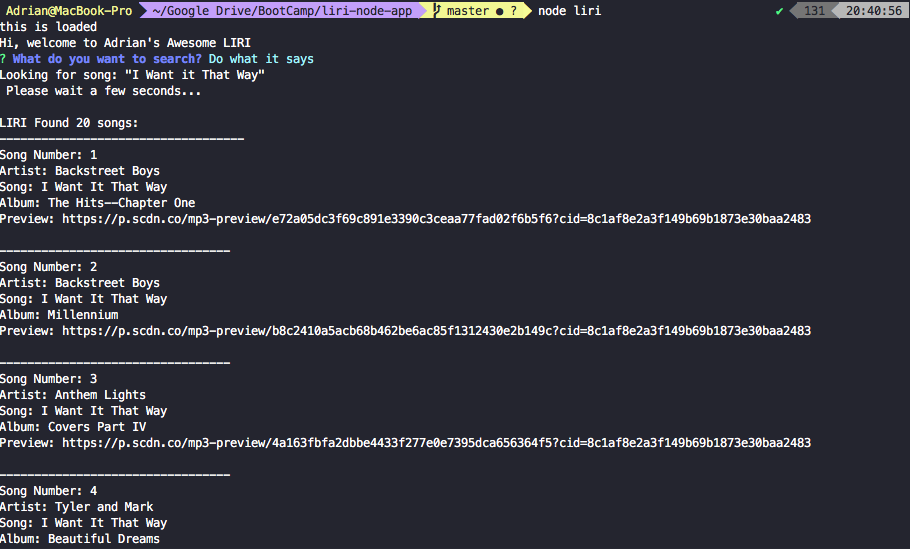 Adrian@MacBook-Pro ~/Google Drive/BootCamp/liri-node-app master ● ? node liri ✔ 131 20:40:56
this is loaded
Hi, welcome to Adrian's Awesome LIRI
? What do you want to search? Do what it says
Looking for song: "I Want it That Way"
Please wait a few seconds...
LIRI Found 20 songs:
-----------------------------------
Song Number: 1
Artist: Backstreet Boys
Song: I Want It That Way
Album: The Hits--Chapter One
Preview: https://p.scdn.co/mp3-preview/e72a05dc3f69c891e3390c3ceaa77fad02f6b5f6?cid=8c1af8e2a3f149b69b1873e30baa2483
---------------------------------
Song Number: 2
Artist: Backstreet Boys
Song: I Want It That Way
Album: Millennium
Preview: https://p.scdn.co/mp3-preview/b8c2410a5acb68b462be6ac85f1312430e2b149c?cid=8c1af8e2a3f149b69b1873e30baa2483
---------------------------------
Song Number: 3
Artist: Anthem Lights
Song: I Want It That Way
Album: Covers Part IV
Preview: https://p.scdn.co/mp3-preview/4a163fbfa2dbbe4433f277e0e7395dca656364f5?cid=8c1af8e2a3f149b69b1873e30baa2483
---------------------------------
Song Number: 4
Artist: Tyler and Mark
Song: I Want It That Way
Album: Beautiful Dreams